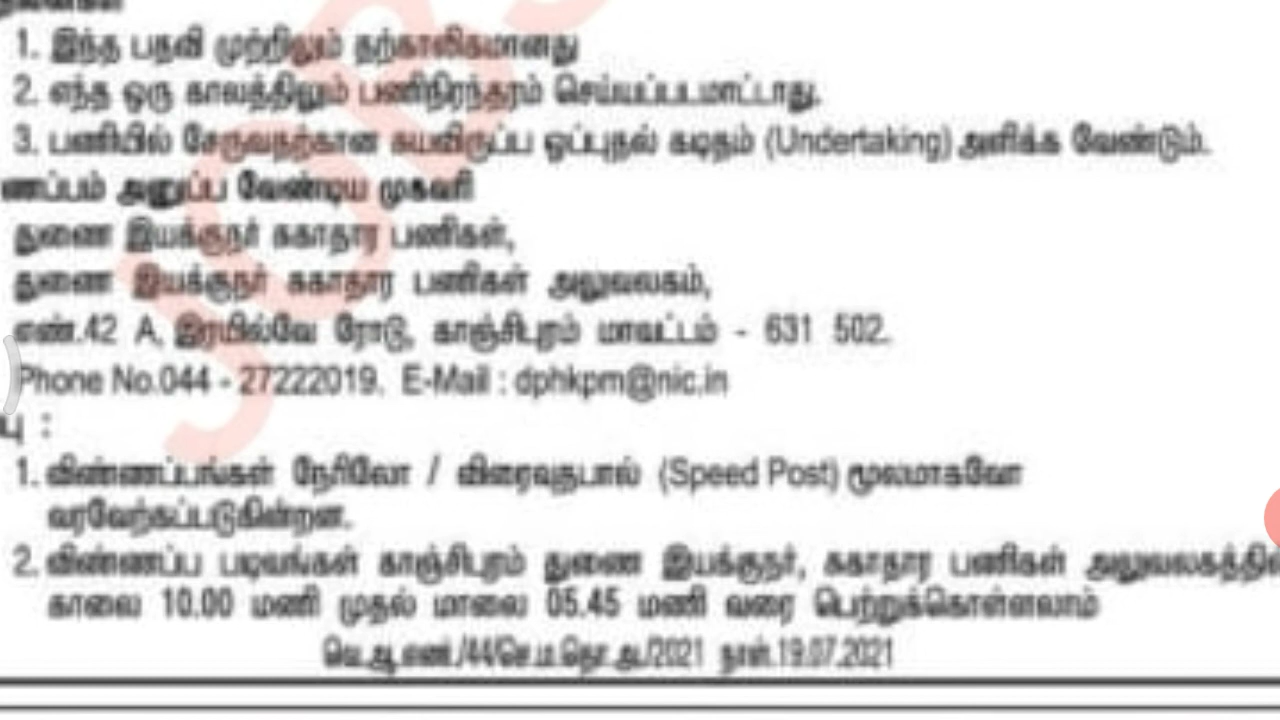 1. இந்த பதவி முற்றிலும் தற்காலிகமானது
2. எந்த ஒரு காலத்திலும் பணிநிரந்தரம் செய்யப்படமாட்டாது.
3. பணியில் சேருவதற்கான சுயவிருப்ப ஒப்புதல் கடிதம் (Undertaking) அளிக்க வேண்டும்.
ணப்பம் அனுப்ப வேண்டிய முகவரி
துணை இயக்குநர் சுகாதார பணிகள்,
துணை இயக்குநர் சுகாதார பணிகள் அலுவலகம்,
எண்.42 A, இரயில்வே ரோடு, காஞ்சிபுரம் மாவட்டம் - 631 502.
Phone No.044 - 27222019. E-Mail : dphkpm@nic.in
பு :
1. விண்ணப்பங்கள் நேரிலோ / விரைவுதபால் (Speed Post) மூலமாகவோ
வரவேற்கப்படுகின்றன.
2. விண்ணப்ப படிவங்கள் காஞ்சிபுரம் துணை இயக்குநர், சுகாதார பணிகள் அலுவலகத்தில்
காலை 10.00 மணி முதல் மாலை 05.45 மணி வரை பெற்றுக்கொள்ளலாம்
செ.ம.தொ.அ./2021 நாள்.19.07.2021
JOBS